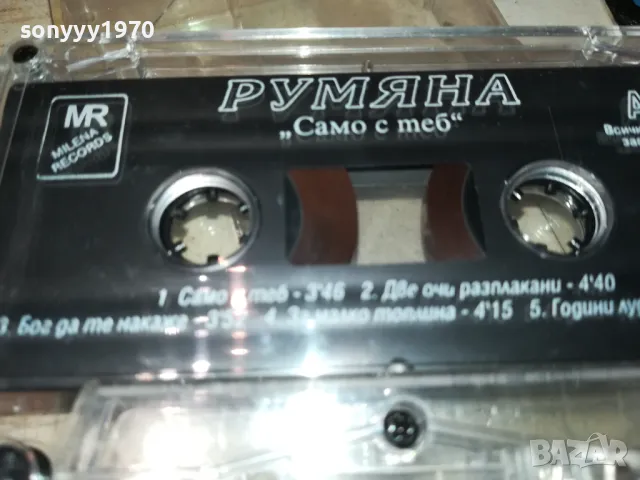 sonyyy1970
MR
MILENA
RECORDS
РУМЯНА
„Само с теб“
A
1 Само с теб - 3'46 2. Две очи разплакани - 4'40
3. Бог да те накаже - 4. За малко топлина - 4'15 5. Години
BAZAR